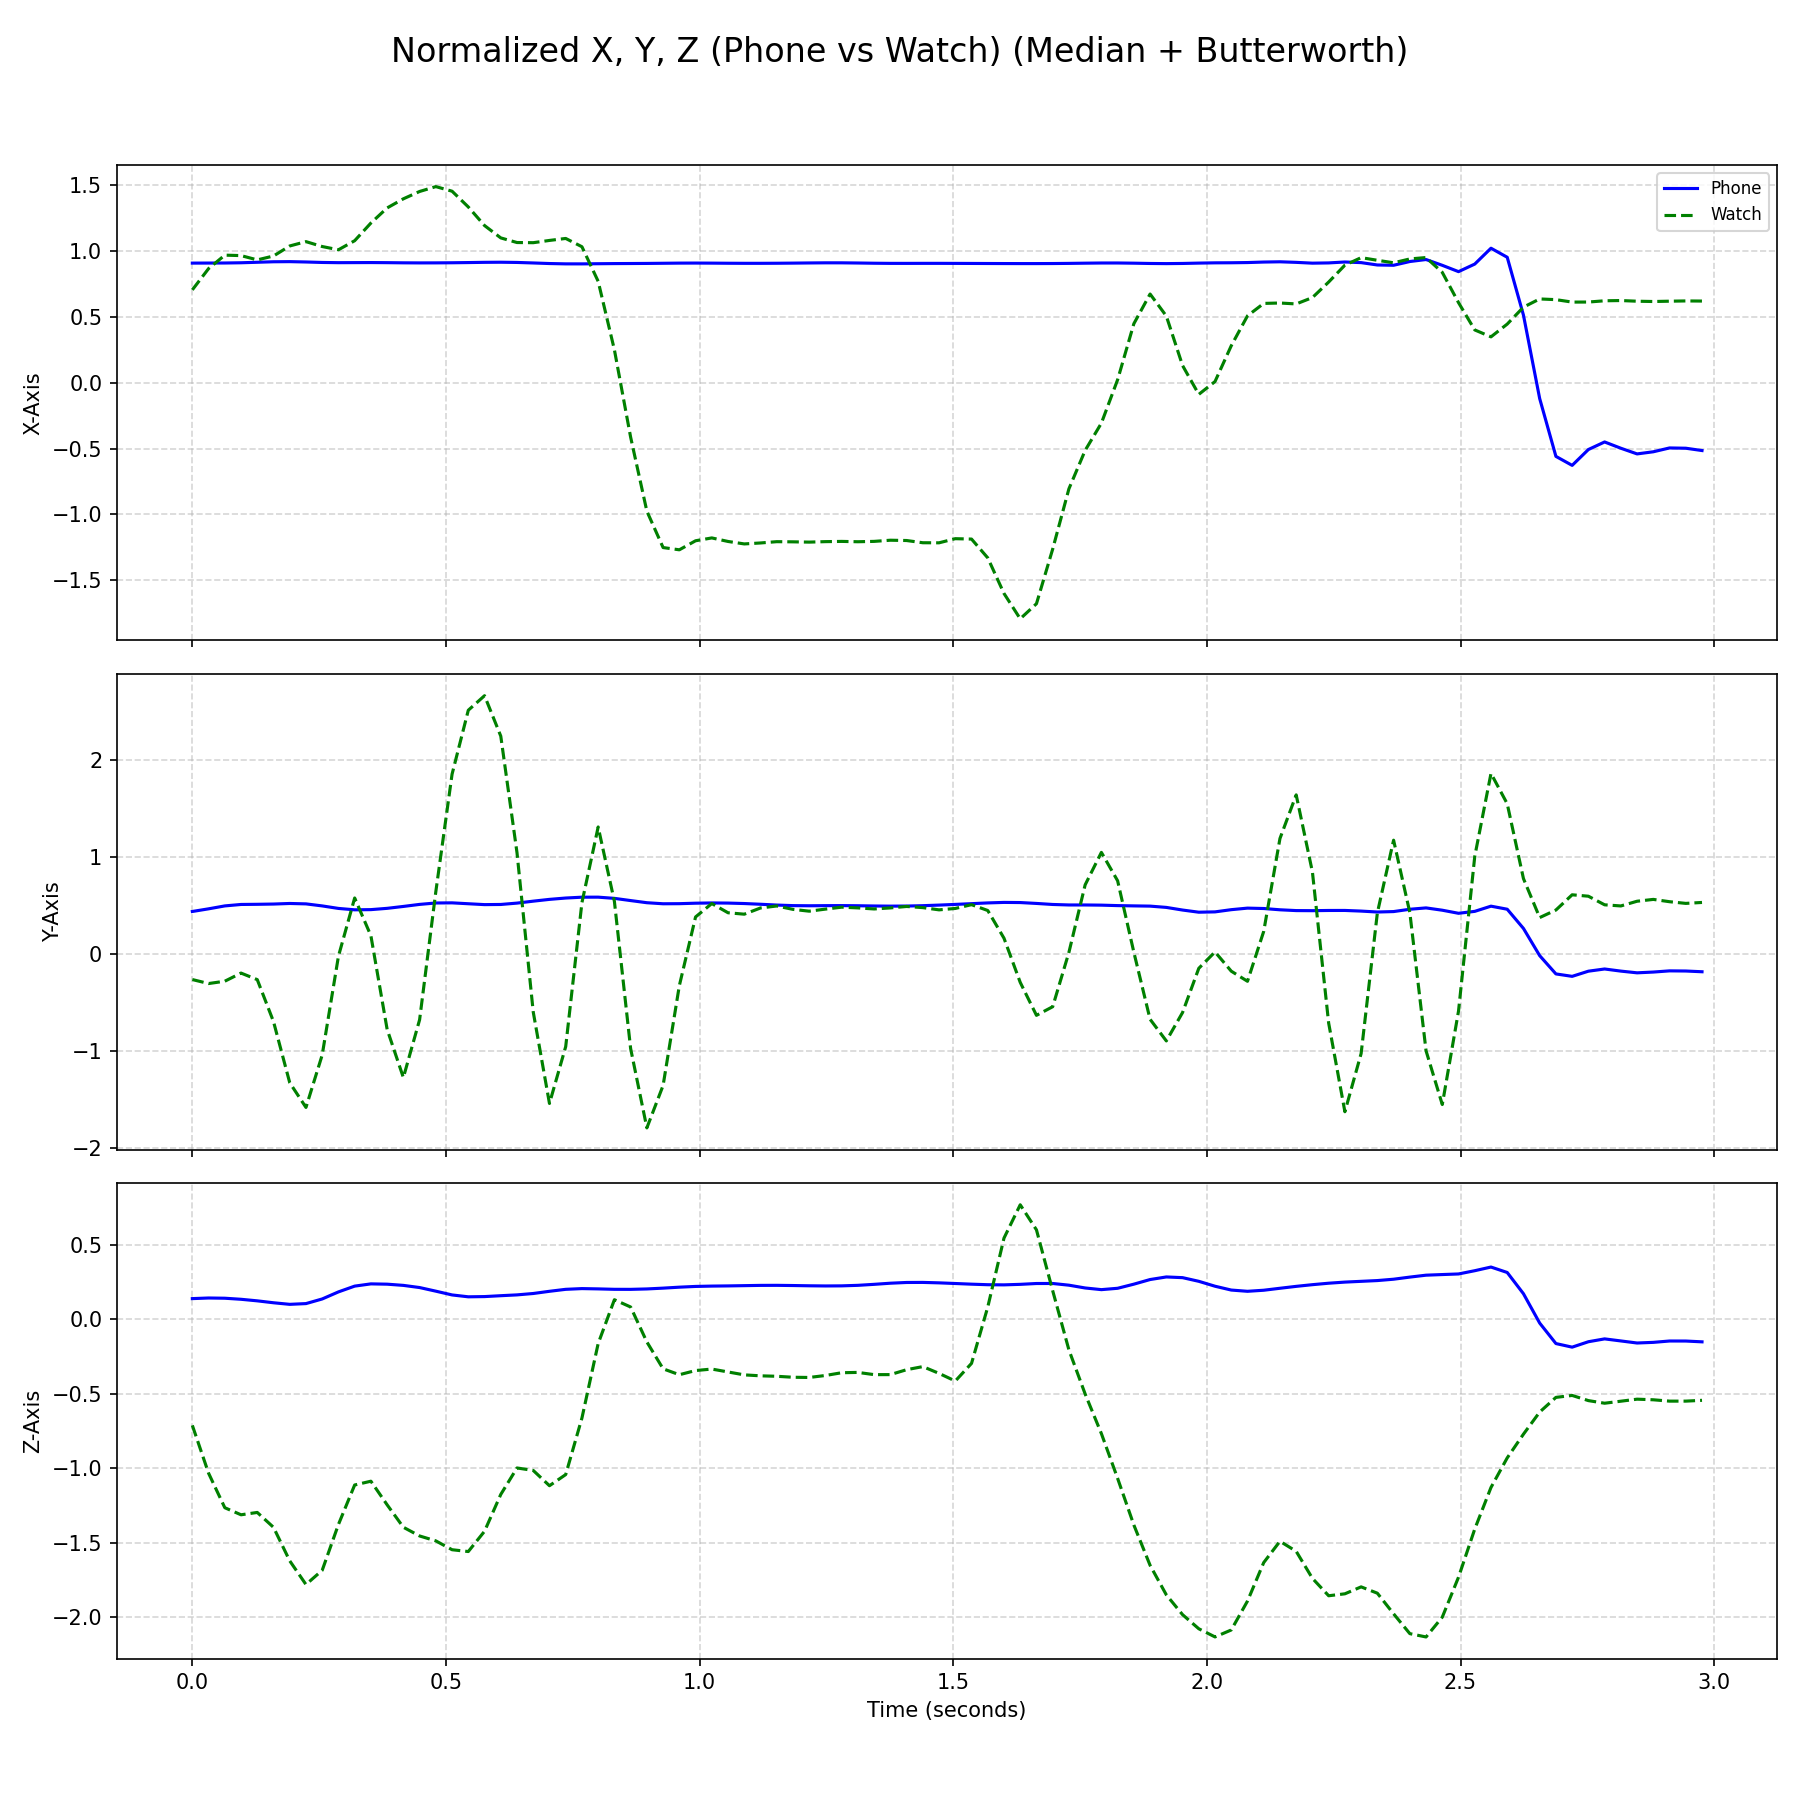 Normalized X, Y, Z (Phone vs Watch) (Median + Butterworth)
Phone
Watch
1.5
1.0
0.5
0.0
−0.5
−1.0
−1.5
X-Axis
2
1
0
−1
−2
Y-Axis
0.5
0.0
−0.5
−1.0
−1.5
−2.0
Z-Axis
0.0 0.5 1.0 1.5 2.0 2.5 3.0
Time (seconds)